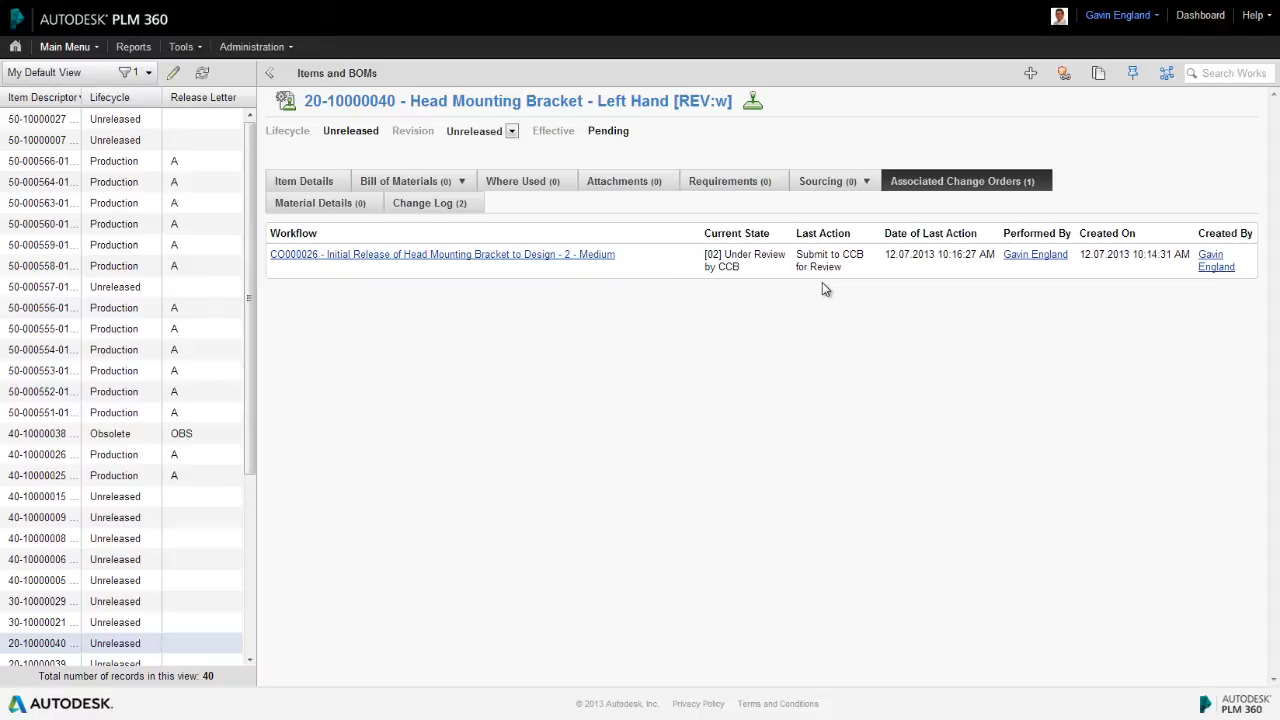 AUTODESK® PLM 360
Gavin England
Dashboard
Help
Main Menu
Reports
Tools
Administration
My Default View
1
Items and BOMs
Search Works
Item Descriptor Lifecycle Release Letter
50-10000027 ... Unreleased
50-10000007 ... Unreleased
50-000566-01... Production A
50-000564-01... Production A
50-000563-01... Production A
50-000560-01... Production A
50-000559-01... Production A
50-000558-01... Production A
50-000557-01... Unreleased
50-000556-01... Production A
50-000555-01... Production A
50-000554-01... Production A
50-000553-01... Production A
50-000552-01... Production A
50-000551-01... Production A
40-10000038 ... Obsolete OBS
40-10000026 ... Production A
40-10000025 ... Production A
40-10000015 ... Unreleased
40-10000009 ... Unreleased
40-10000008 ... Unreleased
40-10000006 ... Unreleased
40-10000005 ... Unreleased
30-10000029 ... Unreleased
30-10000021 ... Unreleased
20-10000040 ... Unreleased
20-10000039 ... Unreleased
Total number of records in this view: 40
20-10000040 - Head Mounting Bracket - Left Hand [REV:w]
Lifecycle Unreleased Revision Unreleased Effective Pending
Item Details
Bill of Materials (0)
Where Used (0)
Attachments (0)
Requirements (0)
Sourcing (0)
Associated Change Orders (1)
Material Details (0)
Change Log (2)
Workflow Current State Last Action Date of Last Action Performed By Created On Created By
CO000026 - Initial Release of Head Mounting Bracket to Design - 2 - Medium [02] Under Review Submit to CCB 12.07.2013 10:16:27 AM Gavin England 12.07.2013 10:14:31 AM Gavin
by CCB for Review England
AUTODESK.
© 2013 Autodesk, Inc.
Privacy Policy
Terms and Conditions
AUTODESK®
PLM 360